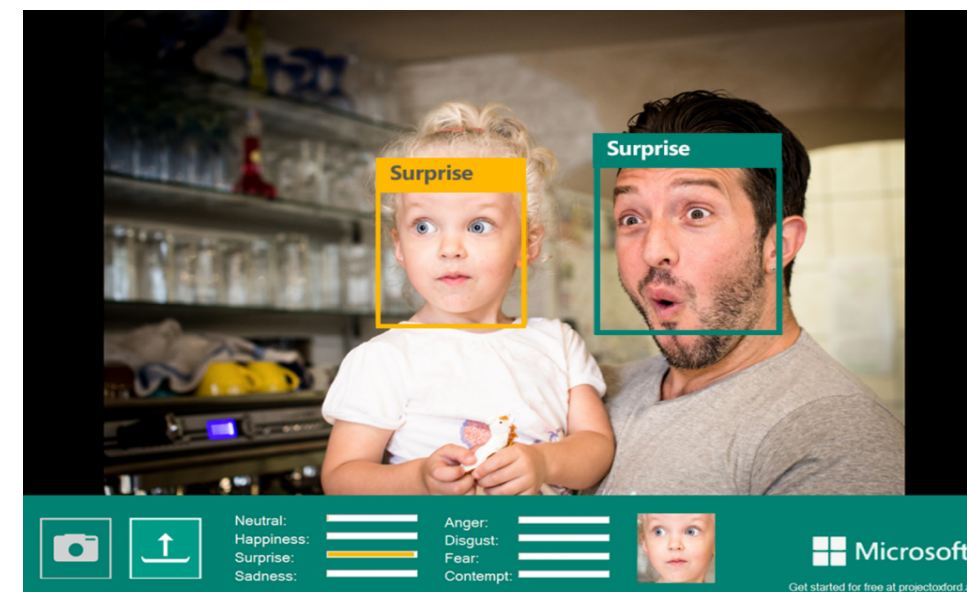 Surprise
Surprise
Neutral:
Happiness:
Surprise:
Sadness:
Anger:
Disgust:
Fear:
Contempt:
Microsoft
Get started for free at projectoxford.